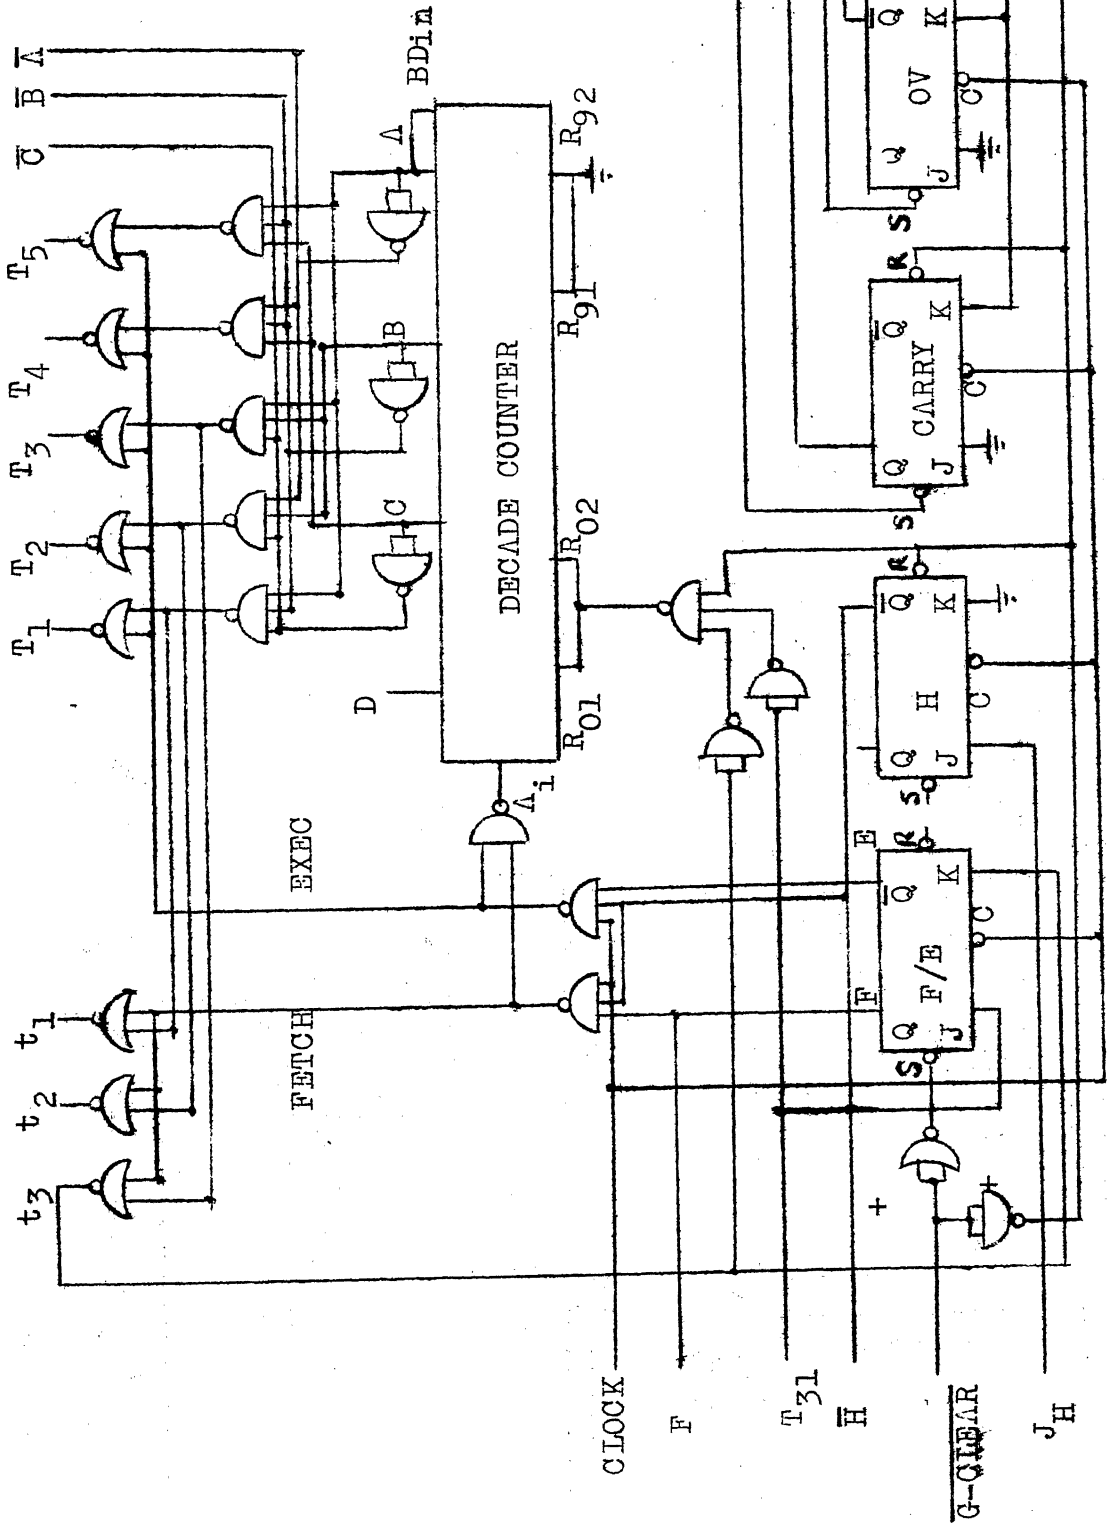 t3
t2
t1
T1
T2
T3
T4
T5
C̅
B̅
A̅
FETCH
EXEC
C
B
A
BDin
D
DECADE COUNTER
Ai
R01
R02
R91
R92
CLOCK
F
T31
H̅
G-CLEAR
JH
+
+
F
E
S
Q
F/E
Q̅
R
J
C
K
S
Q
H
Q̅
R
J
C
K
S
Q
CARRY
Q̅
R
J
C
K
S
Q
OV
Q̅
J
C
K